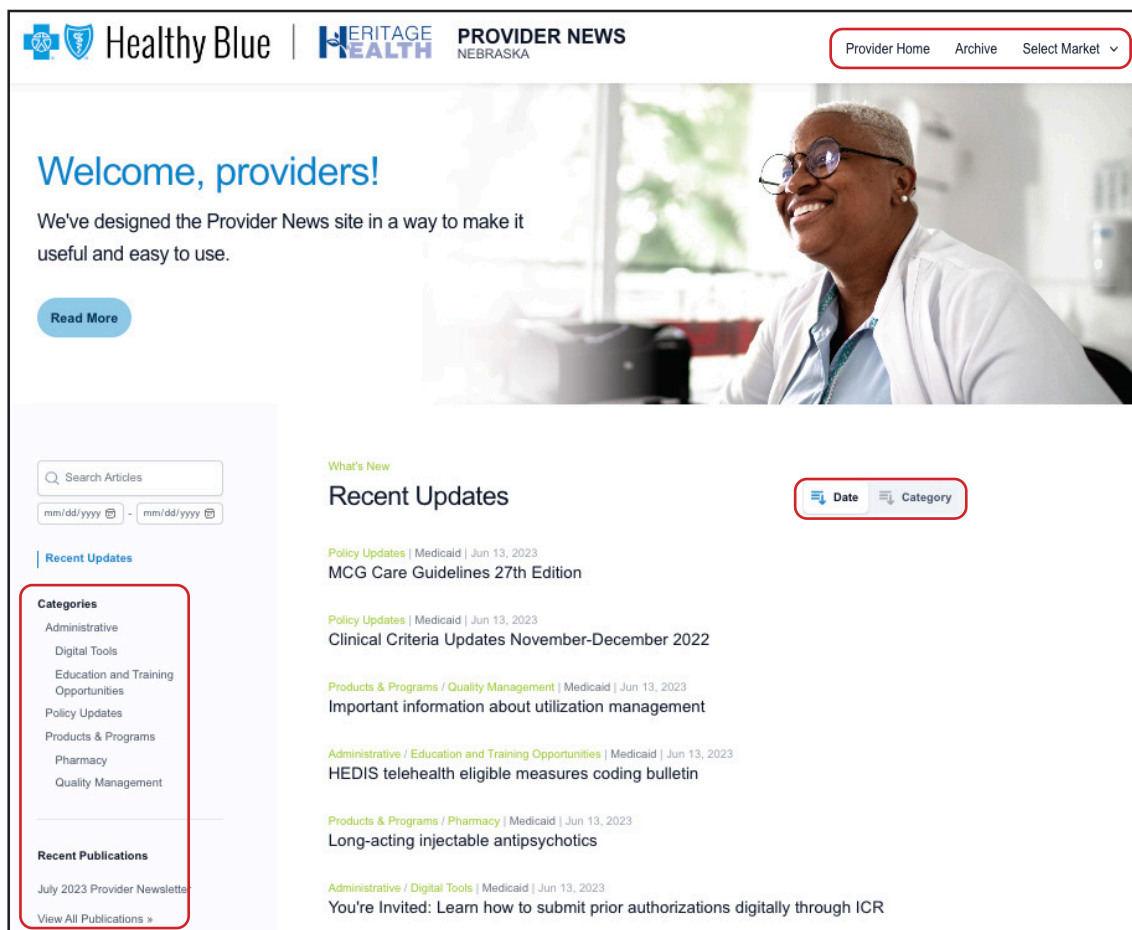 Healthy Blue
HERITAGE
HEALTH
PROVIDER NEWS
NEBRASKA
Provider Home Archive Select Market
Welcome, providers!
We've designed the Provider News site in a way to make it
useful and easy to use.
Read More
Search Articles
mm/dd/yyyy - mm/dd/yyyy
Recent Updates
Categories
Administrative
Digital Tools
Education and Training
Opportunities
Policy Updates
Products & Programs
Pharmacy
Quality Management
Recent Publications
July 2023 Provider Newsletter
View All Publications »
What's New
Recent Updates
Date Category
Policy Updates | Medicaid | Jun 13, 2023
MCG Care Guidelines 27th Edition
Policy Updates | Medicaid | Jun 13, 2023
Clinical Criteria Updates November-December 2022
Products & Programs / Quality Management | Medicaid | Jun 13, 2023
Important information about utilization management
Administrative / Education and Training Opportunities | Medicaid | Jun 13, 2023
HEDIS telehealth eligible measures coding bulletin
Products & Programs / Pharmacy | Medicaid | Jun 13, 2023
Long-acting injectable antipsychotics
Administrative / Digital Tools | Medicaid | Jun 13, 2023
You're Invited: Learn how to submit prior authorizations digitally through ICR